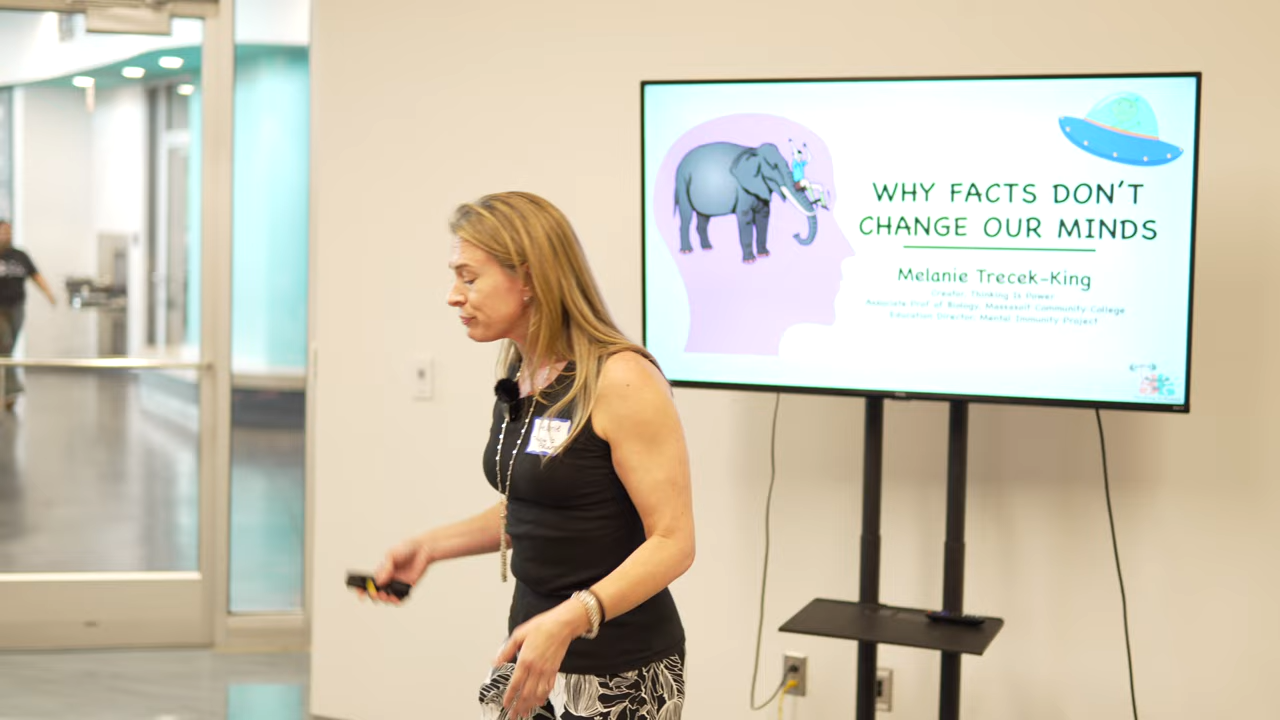 WHY FACTS DON'T
CHANGE OUR MINDS
Melanie Trecek-King
Creator: Thinking Is Power
Associate Prof of Biology, Massasoit Community College
Education Director, Mental Immunity Project